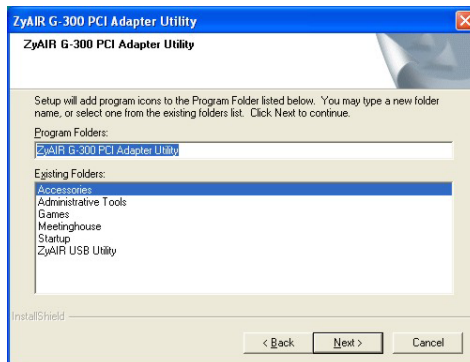 ZyAIR G-300 PCI Adapter Utility
ZyAIR G-300 PCI Adapter Utility
Setup will add program icons to the Program Folder listed below. You may type a new folder
name, or select one from the existing folders list. Click Next to continue.
Program Folders:
ZyAIR G-300 PCI Adapter Utility
Existing Folders:
Accessories
Administrative Tools
Games
Meetinghouse
Startup
ZyAIR USB Utility
InstallShield
< Back
Next >
Cancel